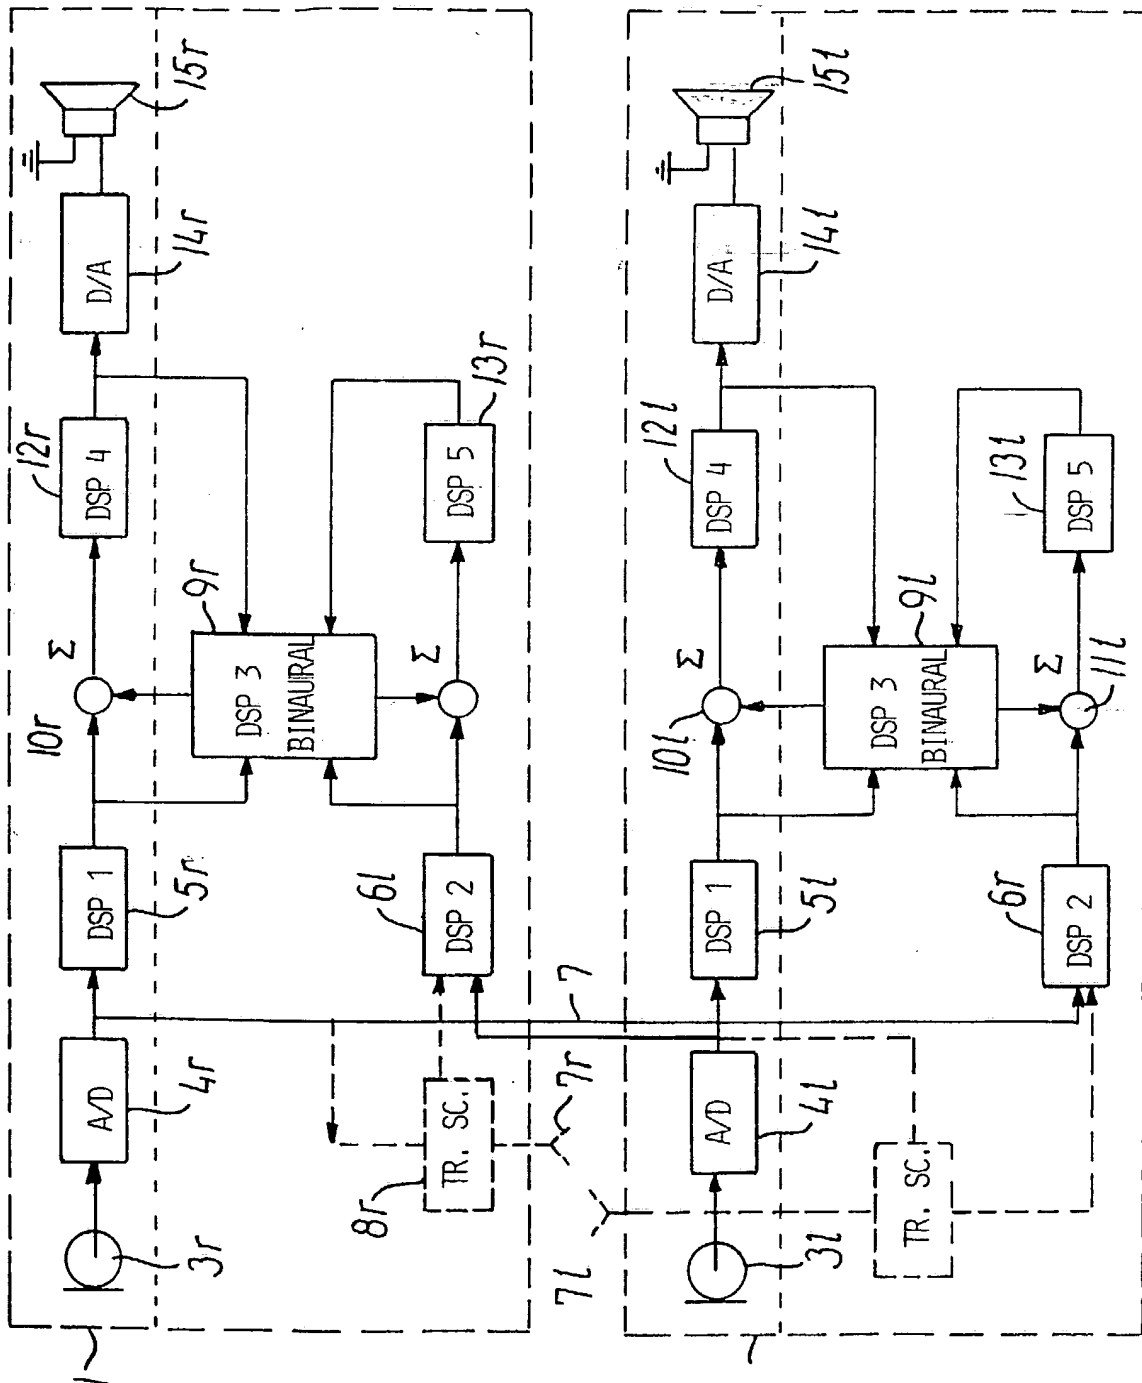 3r
4r
A/D
5r
DSP 1
10r
Σ
12r
DSP 4
14r
D/A
15r
9r
DSP 3
BINAURAL
8r
TR. SC.
7r
6l
DSP 2
Σ
13r
DSP 5
7
7l
3l
4l
A/D
5l
DSP 1
10l
Σ
12l
DSP 4
14l
D/A
15l
9l
DSP 3
BINAURAL
TR. SC.
6r
DSP 2
Σ
11l
13l
DSP 5